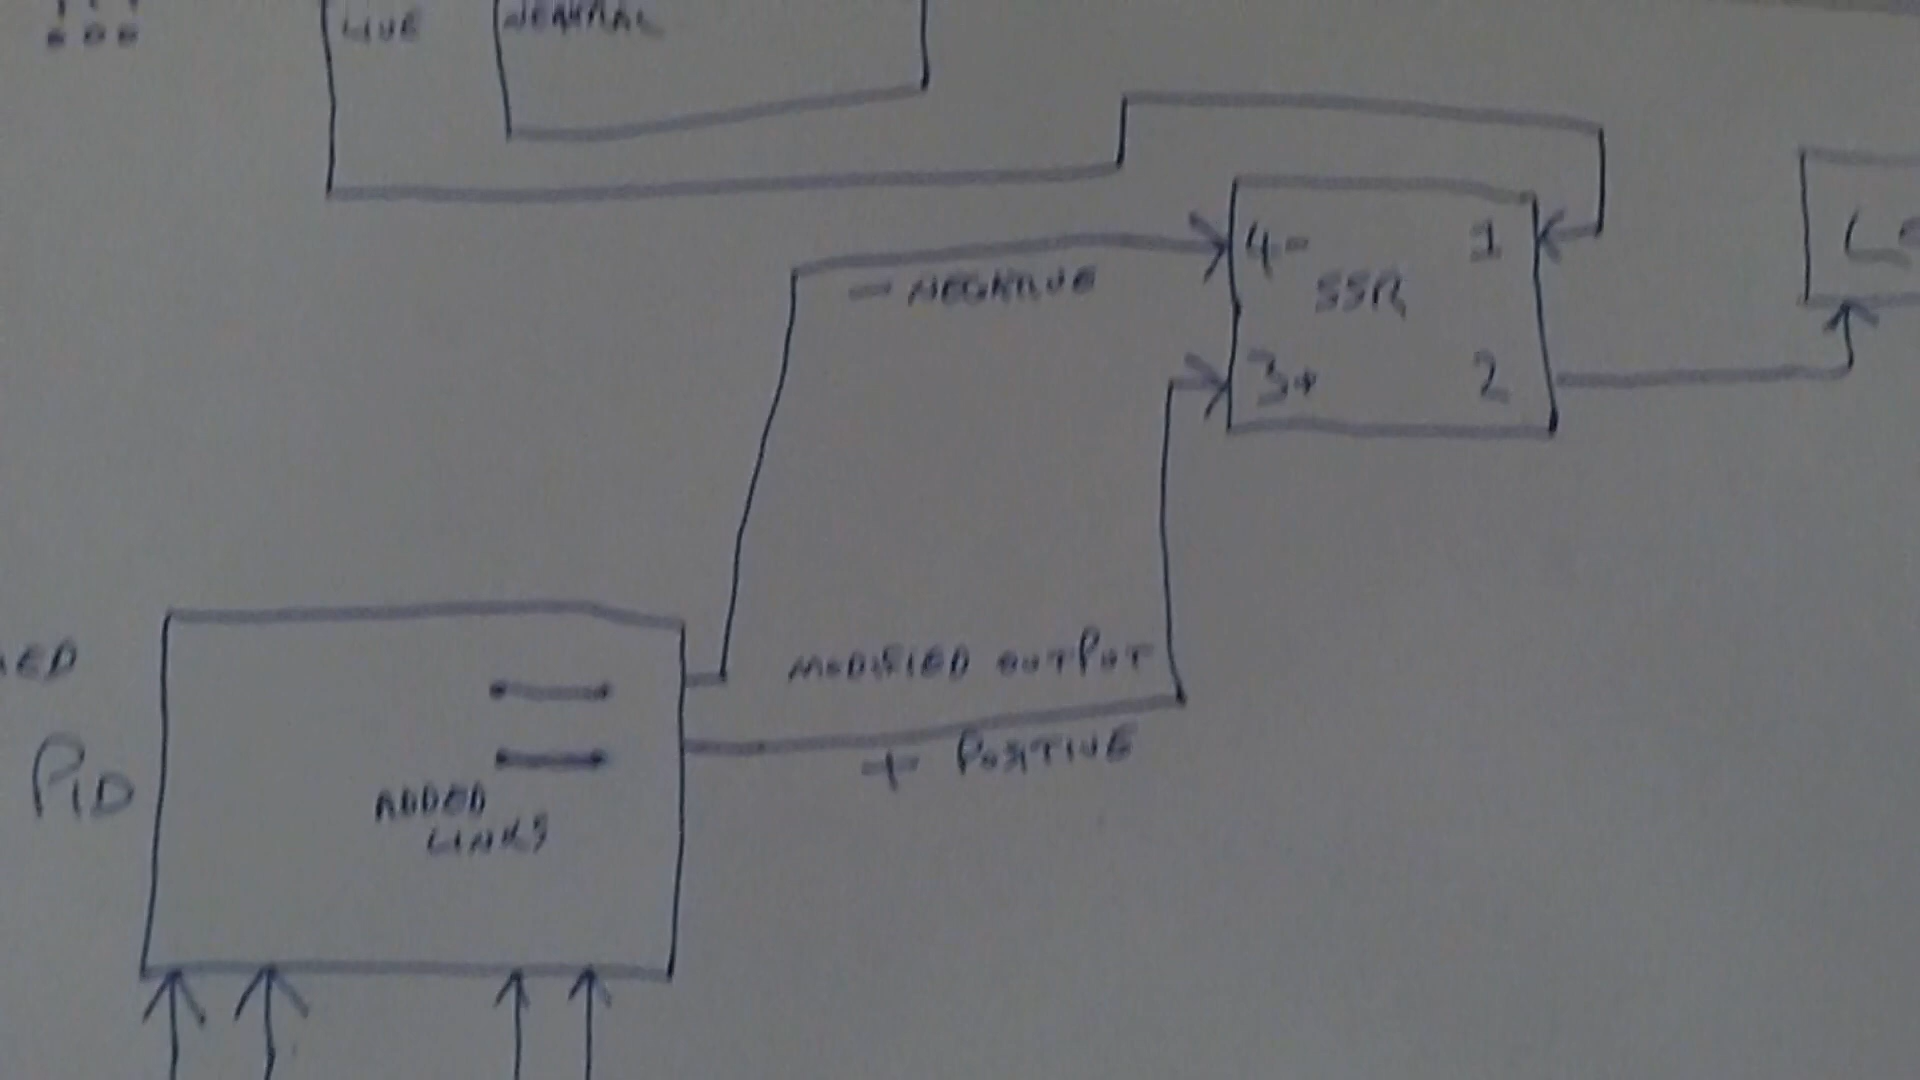 LIVE
NEUTRAL
4-
1
- NEGATIVE
SSR
3+
2
MODIFIED OUTPUT
+ POSITIVE
PID
ADDED
LINKS